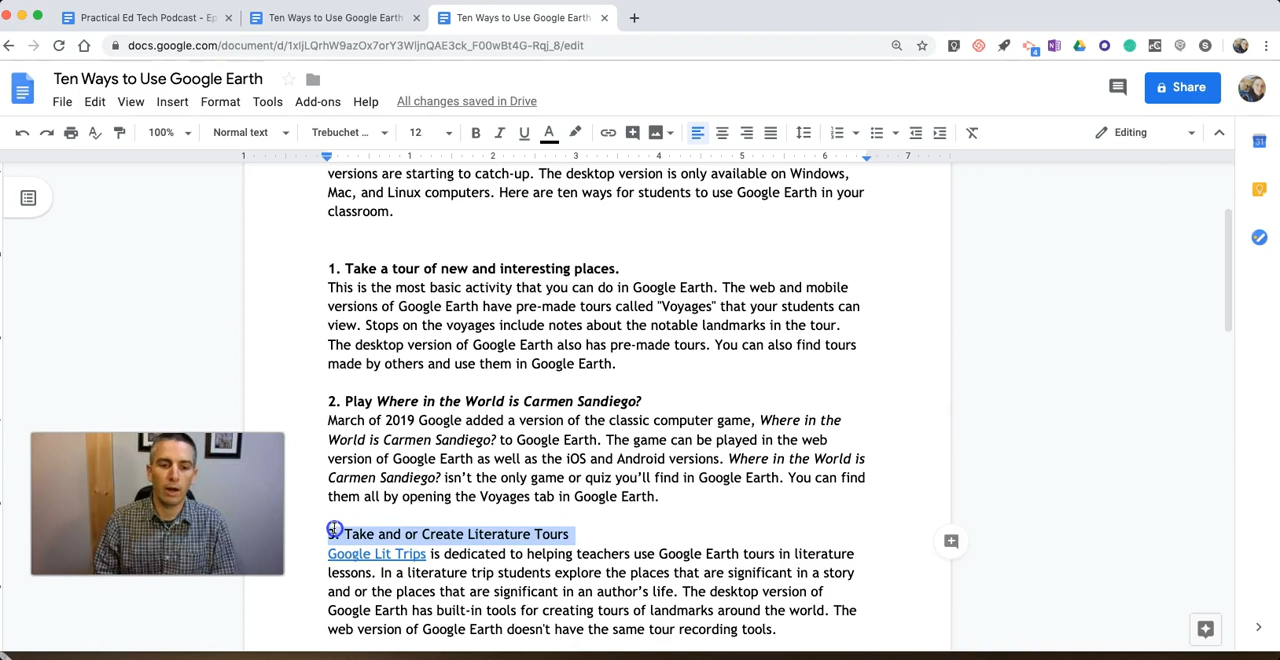 Practical Ed Tech Podcast - Ep
Ten Ways to Use Google Earth
Ten Ways to Use Google Earth
docs.google.com/document/d/1xljLQrhW9azOx7orY3WljnQAE3ck_F00wBt4G-Rqj_8/edit
Ten Ways to Use Google Earth
File Edit View Insert Format Tools Add-ons Help All changes saved in Drive
Share
100% Normal text Trebuchet ... 12 B I U A Editing
1 1 2 3 4 5 6 7
versions are starting to catch-up. The desktop version is only available on Windows,
Mac, and Linux computers. Here are ten ways for students to use Google Earth in your
classroom.
1. Take a tour of new and interesting places.
This is the most basic activity that you can do in Google Earth. The web and mobile
versions of Google Earth have pre-made tours called "Voyages" that your students can
view. Stops on the voyages include notes about the notable landmarks in the tour.
The desktop version of Google Earth also has pre-made tours. You can also find tours
made by others and use them in Google Earth.
2. Play Where in the World is Carmen Sandiego?
March of 2019 Google added a version of the classic computer game, Where in the
World is Carmen Sandiego? to Google Earth. The game can be played in the web
version of Google Earth as well as the iOS and Android versions. Where in the World is
Carmen Sandiego? isn’t the only game or quiz you’ll find in Google Earth. You can find
them all by opening the Voyages tab in Google Earth.
3. Take and or Create Literature Tours
Google Lit Trips is dedicated to helping teachers use Google Earth tours in literature
lessons. In a literature trip students explore the places that are significant in a story
and or the places that are significant in an author’s life. The desktop version of
Google Earth has built-in tools for creating tours of landmarks around the world. The
web version of Google Earth doesn't have the same tour recording tools.